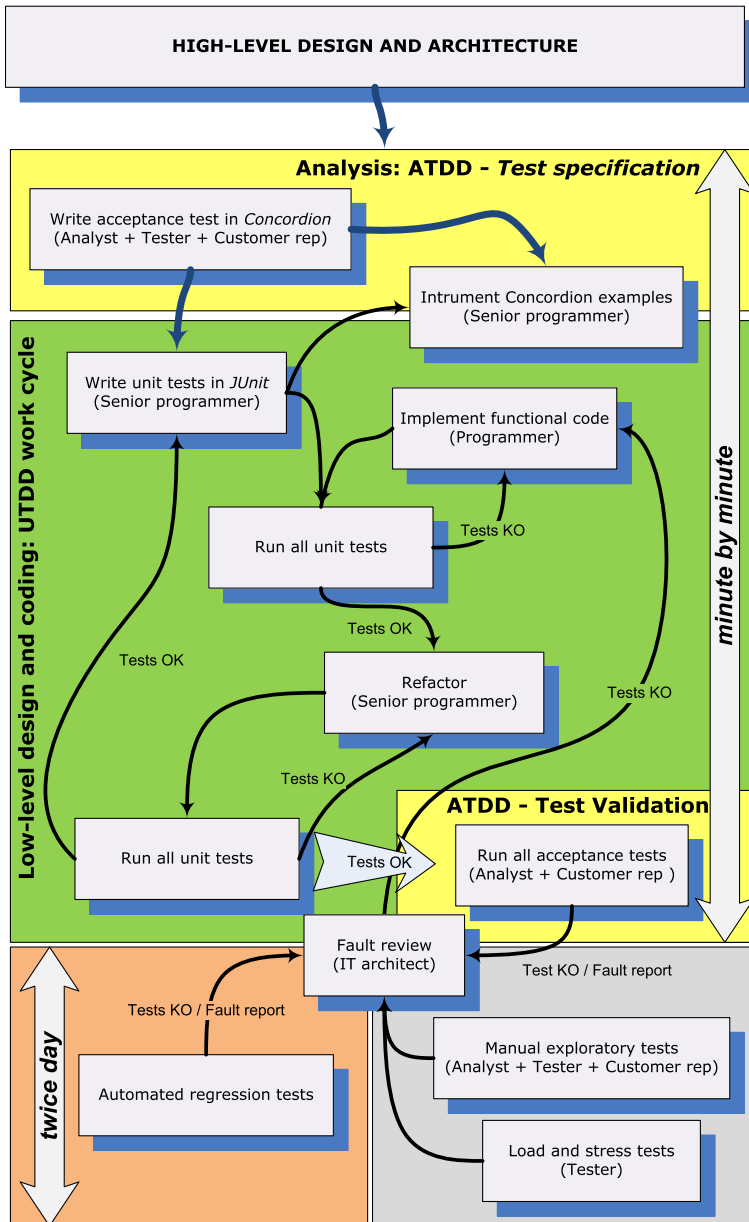 HIGH-LEVEL DESIGN AND ARCHITECTURE
Analysis: ATDD - Test specification
Write acceptance test in Concordion
(Analyst + Tester + Customer rep)
Intrument Concordion examples
(Senior programmer)
minute by minute
Low-level design and coding: UTDD work cycle
Write unit tests in JUnit
(Senior programmer)
Implement functional code
(Programmer)
Run all unit tests
Tests KO
Tests OK
Tests OK
Refactor
(Senior programmer)
Tests KO
Tests KO
ATDD - Test Validation
Run all unit tests
Tests OK
Run all acceptance tests
(Analyst + Customer rep )
Fault review
(IT architect)
Test KO / Fault report
twice day
Tests KO / Fault report
Automated regression tests
Manual exploratory tests
(Analyst + Tester + Customer rep)
Load and stress tests
(Tester)